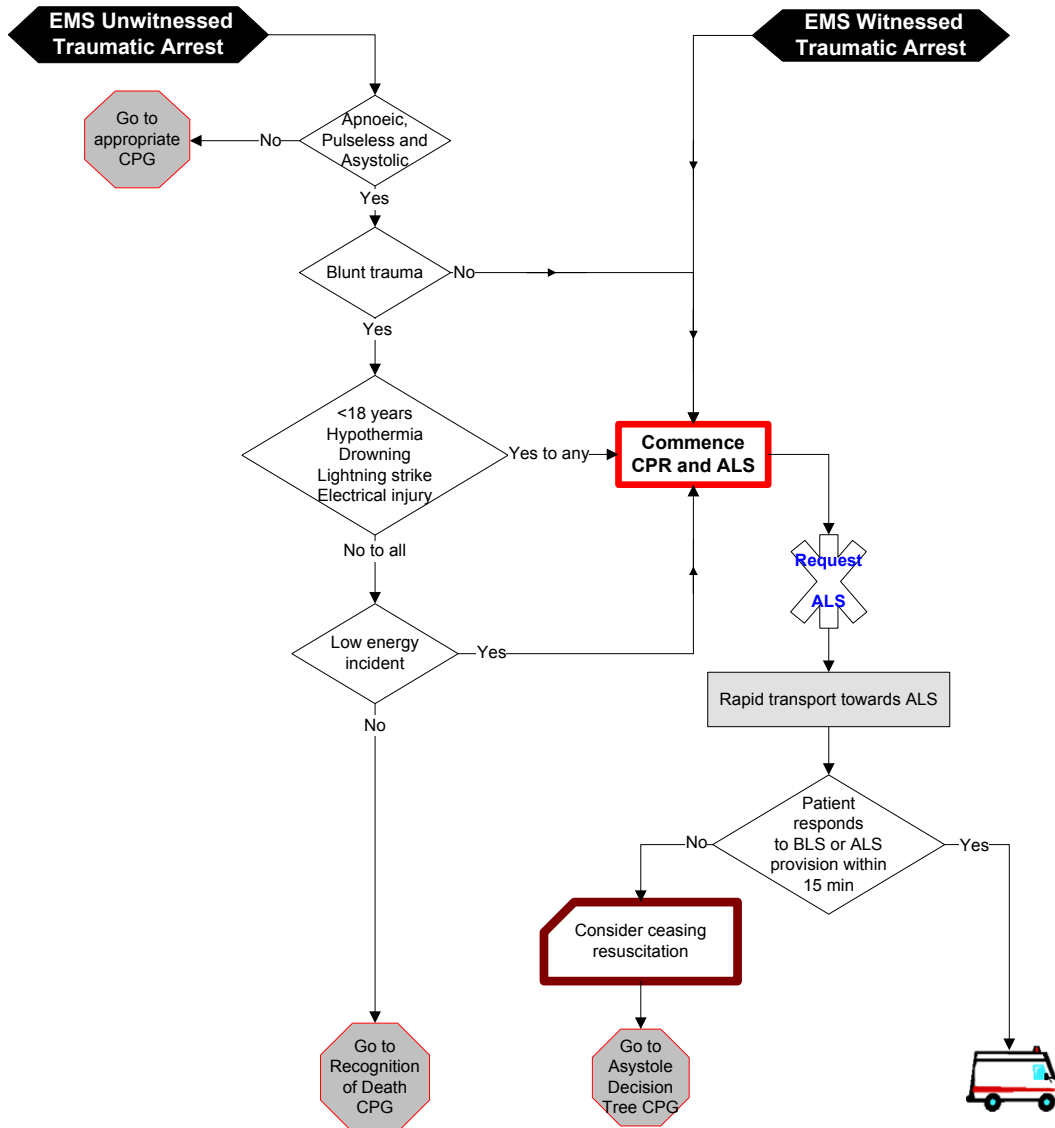 EMS Unwitnessed
Traumatic Arrest
EMS Witnessed
Traumatic Arrest
Go to
appropriate
CPG
No
Apnoeic,
Pulseless and
Asystolic
Yes
Blunt trauma
No
Yes
<18 years
Hypothermia
Drowning
Lightning strike
Electrical injury
Yes to any
Commence
CPR and ALS
No to all
Request
ALS
Low energy
incident
Yes
Rapid transport towards ALS
No
Patient
responds
to BLS or ALS
provision within
15 min
No
Yes
Consider ceasing
resuscitation
Go to
Recognition
of Death
CPG
Go to
Asystole
Decision
Tree CPG